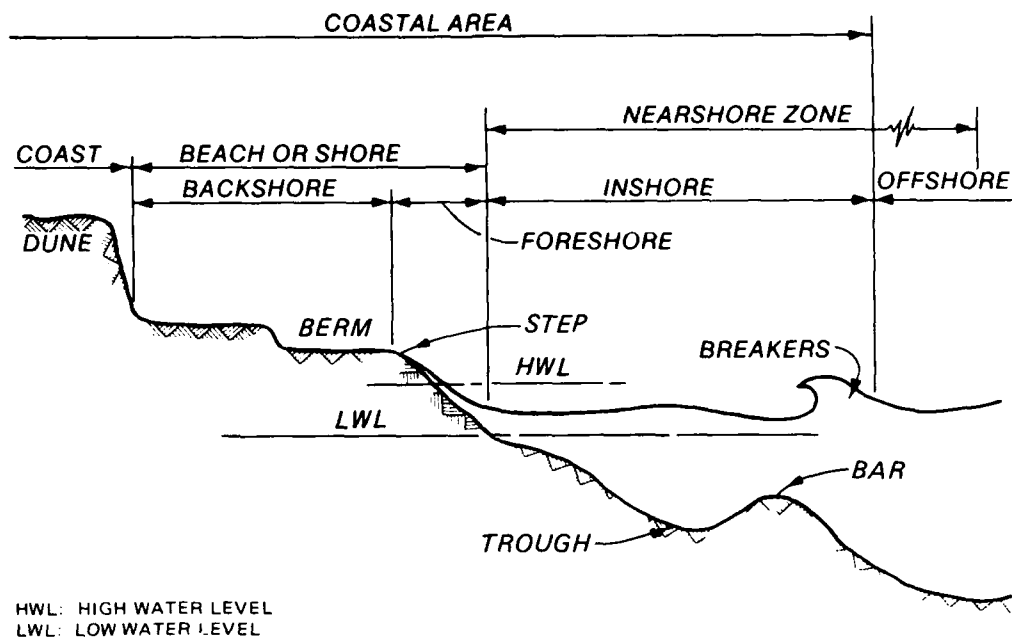 COASTAL AREA
NEARSHORE ZONE
COAST
BEACH OR SHORE
BACKSHORE
INSHORE
OFFSHORE
DUNE
FORESHORE
BERM
STEP
HWL
BREAKERS
LWL
BAR
TROUGH
HWL: HIGH WATER LEVEL
LWL: LOW WATER LEVEL